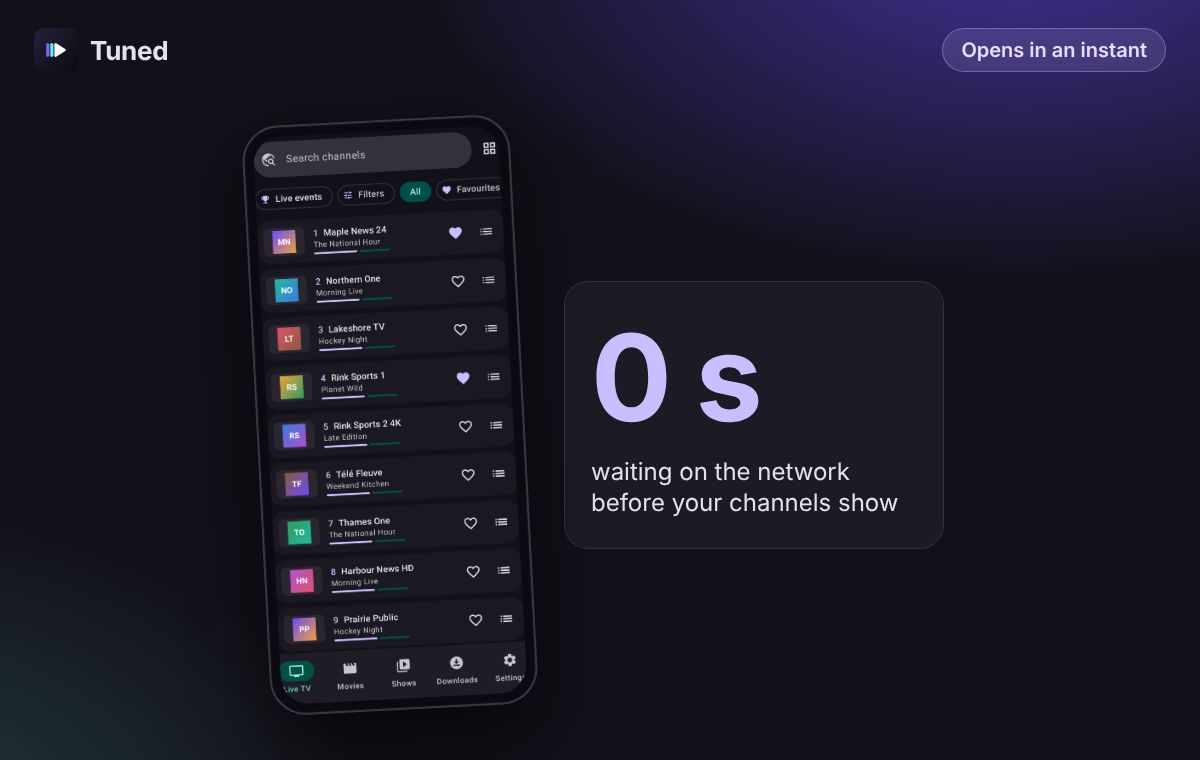 Tuned
Opens in an instant
Search channels
Live events
Filters
All
Favourites
MN
1 Maple News 24
The National Hour
NO
2 Northern One
Morning Live
LT
3 Lakeshore TV
Hockey Night
RS
4 Rink Sports 1
Planet Wild
RS
5 Rink Sports 2 4K
Late Edition
TF
6 Télé Fleuve
Weekend Kitchen
TO
7 Thames One
The National Hour
HN
8 Harbour News HD
Morning Live
PP
9 Prairie Public
Hockey Night
Live TV
Movies
Shows
Downloads
Settings
0 s
waiting on the network
before your channels show